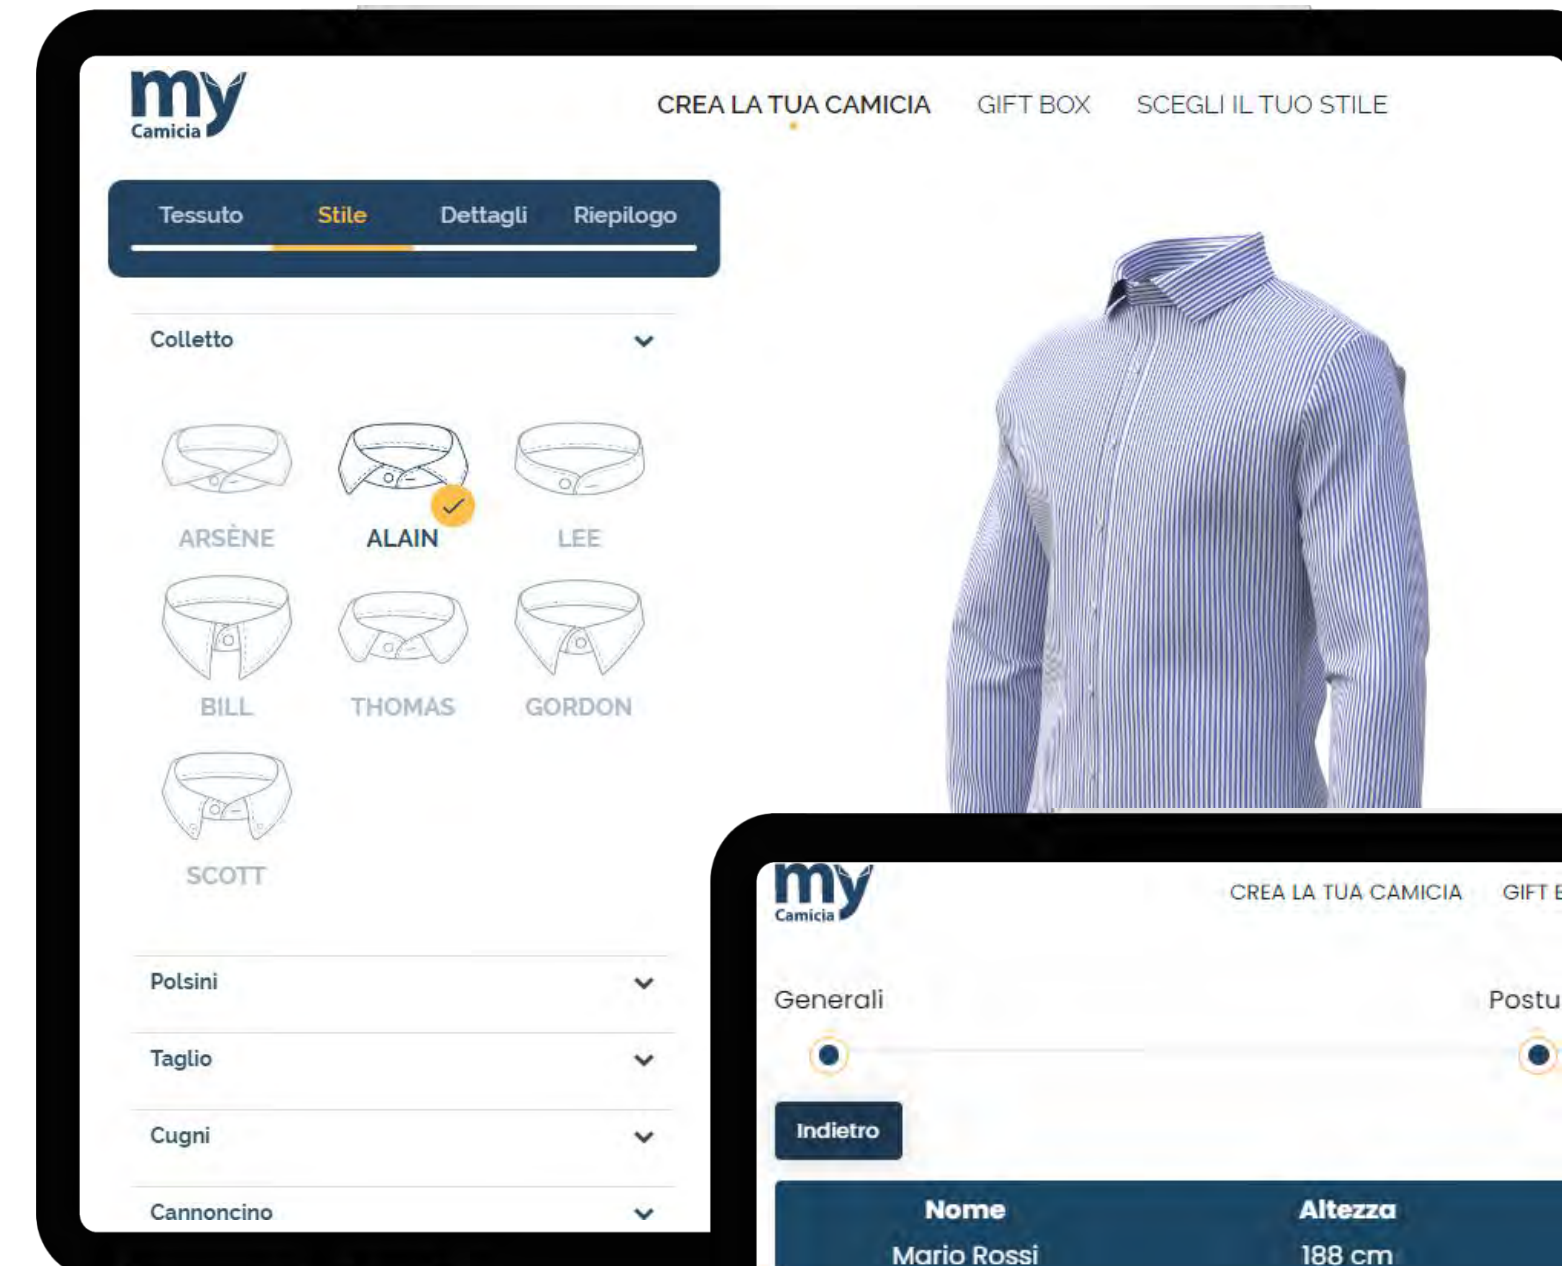 my
Camicia
CREA LA TUA CAMICIA GIFT BOX SCEGLI IL TUO STILE
Tessuto Stile Dettagli Riepilogo
Colletto
ARSÈNE ALAIN LEE
BILL THOMAS GORDON
SCOTT
Polsini
Taglio
Cugni
Cannoncino
my
Camicia
CREA LA TUA CAMICIA GIFT
Generali Postu
Indietro
Nome Altezza
Mario Rossi 188 cm